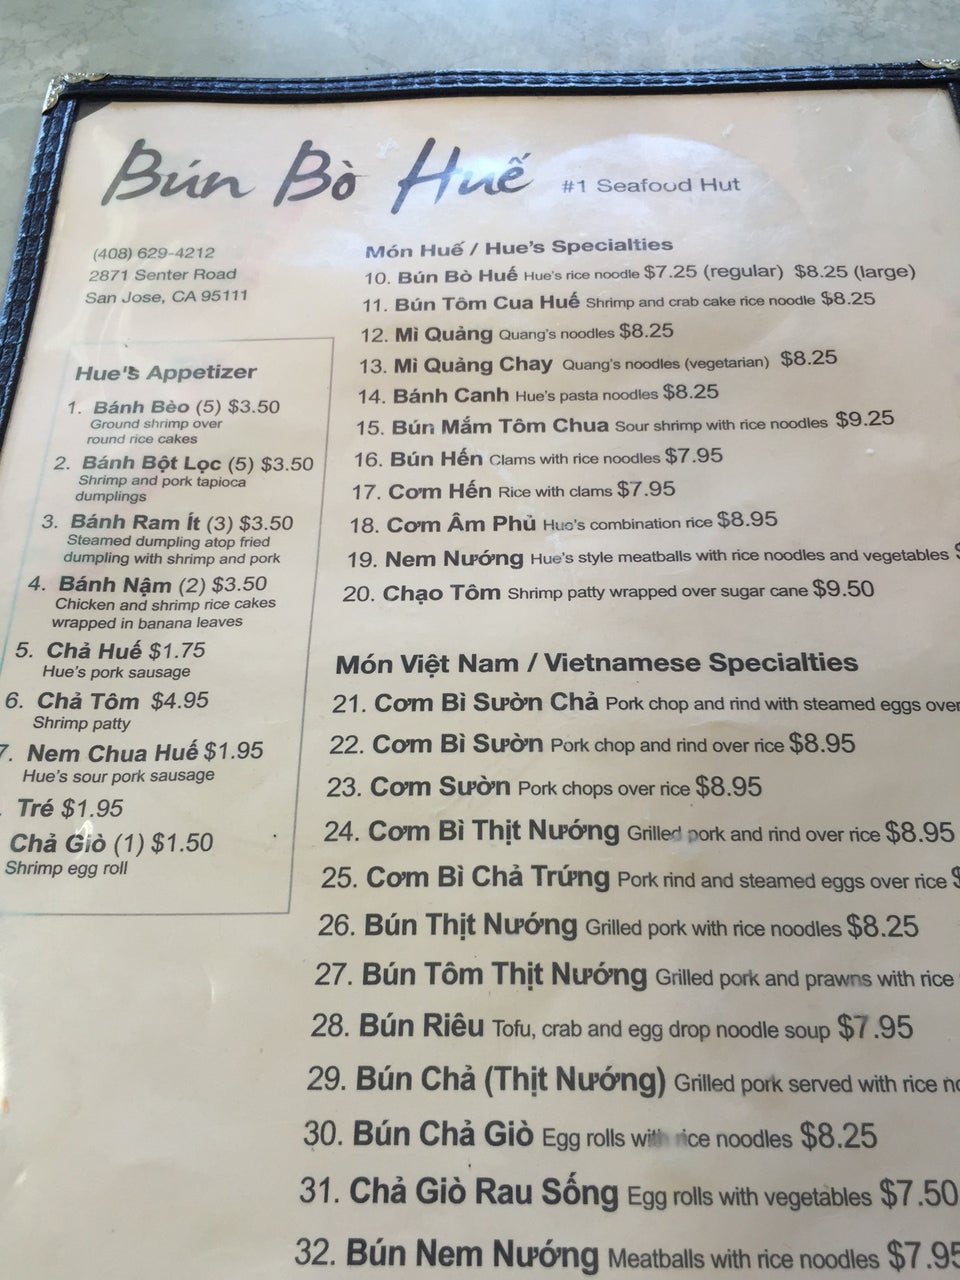 Bún Bò Huế #1 Seafood Hut
(408) 629-4212
2871 Senter Road
San Jose, CA 95111
Hue's Appetizer
1. Bánh Bèo (5) $3.50
Ground shrimp over
round rice cakes
2. Bánh Bột Lọc (5) $3.50
Shrimp and pork tapioca
dumplings
3. Bánh Ram Ít (3) $3.50
Steamed dumpling atop fried
dumpling with shrimp and pork
4. Bánh Nậm (2) $3.50
Chicken and shrimp rice cakes
wrapped in banana leaves
5. Chả Huế $1.75
Hue's pork sausage
6. Chả Tôm $4.95
Shrimp patty
7. Nem Chua Huế $1.95
Hue's sour pork sausage
Tré $1.95
Chả Giò (1) $1.50
Shrimp egg roll
Món Huế / Hue's Specialties
10. Bún Bò Huế Hue's rice noodle $7.25 (regular) $8.25 (large)
11. Bún Tôm Cua Huế Shrimp and crab cake rice noodle $8.25
12. Mì Quảng Quang's noodles $8.25
13. Mì Quảng Chay Quang's noodles (vegetarian) $8.25
14. Bánh Canh Hue's pasta noodles $8.25
15. Bún Mắm Tôm Chua Sour shrimp with rice noodles $9.25
16. Bún Hến Clams with rice noodles $7.95
17. Cơm Hến Rice with clams $7.95
18. Cơm Âm Phủ Hue's combination rice $8.95
19. Nem Nướng Hue's style meatballs with rice noodles and vegetables $
20. Chạo Tôm Shrimp patty wrapped over sugar cane $9.50
Món Việt Nam / Vietnamese Specialties
21. Cơm Bì Sườn Chả Pork chop and rind with steamed eggs over
22. Cơm Bì Sườn Pork chop and rind over rice $8.95
23. Cơm Sườn Pork chops over rice $8.95
24. Cơm Bì Thịt Nướng Grilled pork and rind over rice $8.95
25. Cơm Bì Chả Trứng Pork rind and steamed eggs over rice $
26. Bún Thịt Nướng Grilled pork with rice noodles $8.25
27. Bún Tôm Thịt Nướng Grilled pork and prawns with rice
28. Bún Riêu Tofu, crab and egg drop noodle soup $7.95
29. Bún Chả (Thịt Nướng) Grilled pork served with rice
30. Bún Chả Giò Egg rolls with rice noodles $8.25
31. Chả Giò Rau Sống Egg rolls with vegetables $7.50
32. Bún Nem Nướng Meatballs with rice noodles $7.95